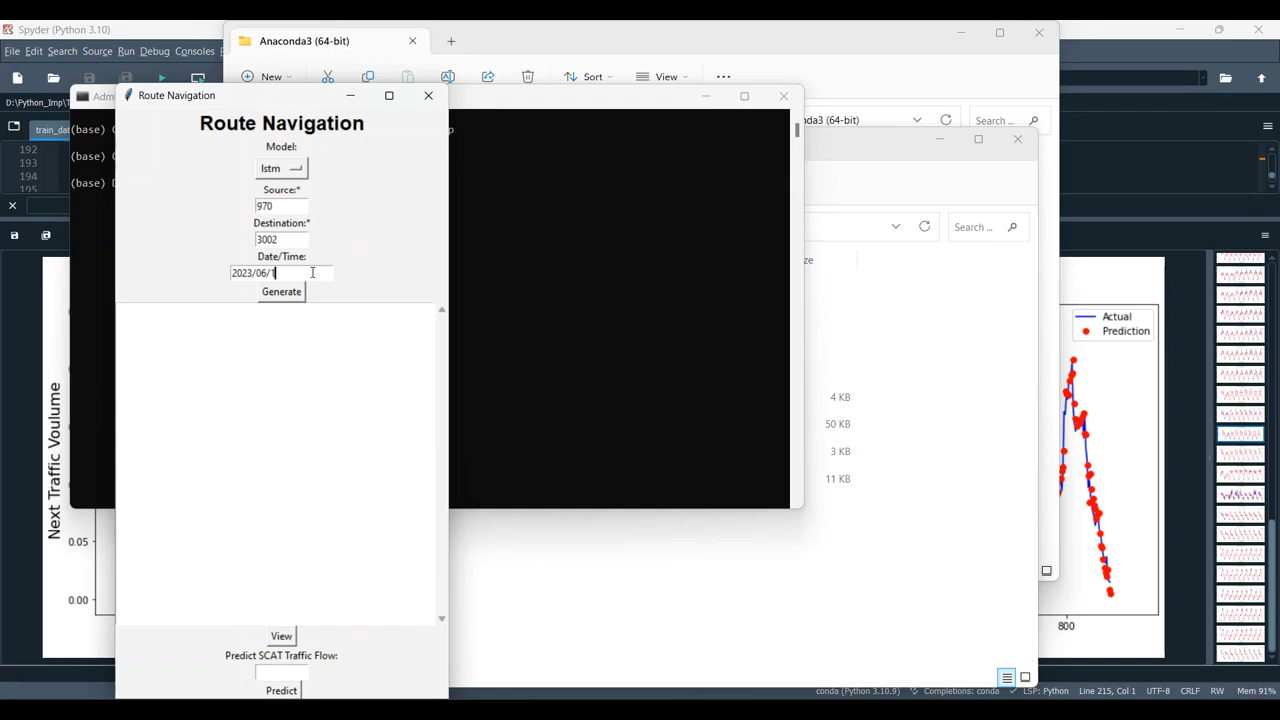 Spyder (Python 3.10)
File Edit Search Source Run Debug Consoles
Anaconda3 (64-bit)
New
Sort
View
D:\Python_Imp\T
Adm
Route Navigation
nda3 (64-bit)
Search ...
train_dat
192
193
194
195
(base) C
p
(base) C
(base) D
Route Navigation
Model:
lstm
Source:*
970
Destination:*
3002
Date/Time:
2023/06/1
Generate
Search ...
ze
4 KB
50 KB
3 KB
11 KB
Actual
Prediction
Next Traffic Voulume
0.05
0.00
800
View
Predict SCAT Traffic Flow:
Predict
conda (Python 3.10.9)
Completions: conda
LSP: Python
Line 215, Col 1
UTF-8
CRLF
RW
Mem 91%